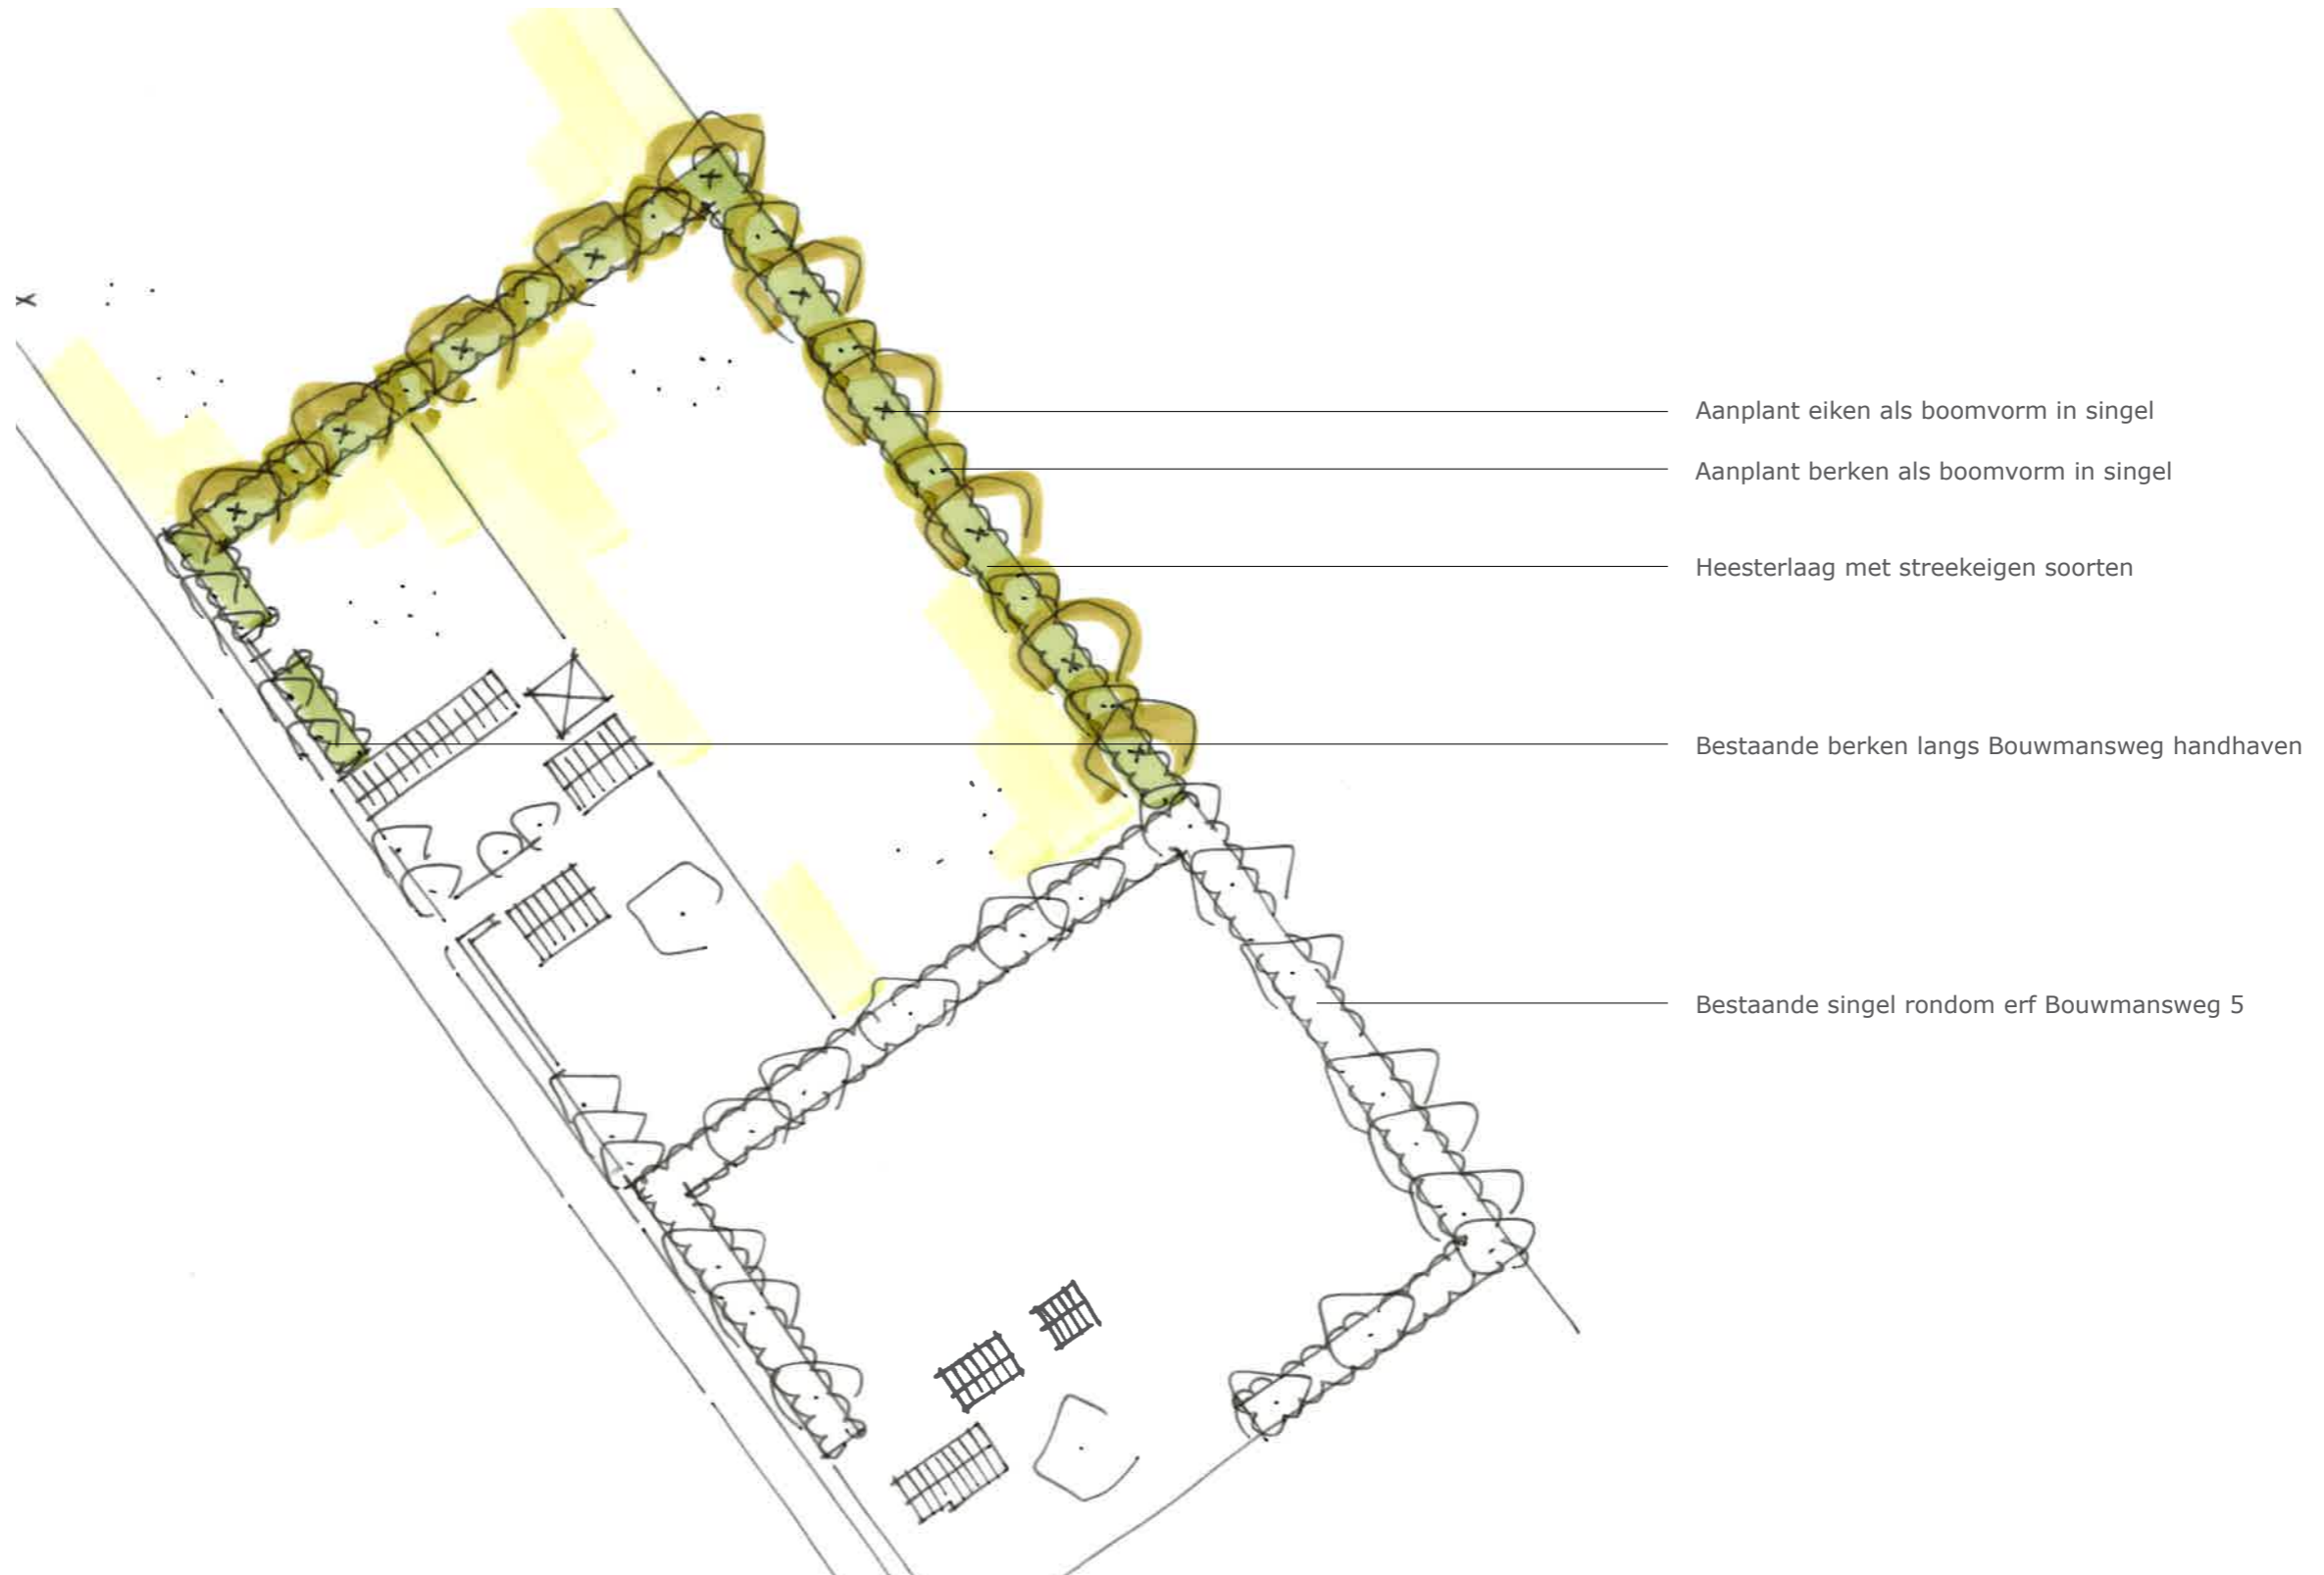 Aanplant eiken als boomvorm in singel
Aanplant berken als boomvorm in singel
Heesterlaag met streekeigen soorten
Bestaande berken langs Bouwmansweg handhaven
Bestaande singel rondom erf Bouwmansweg 5